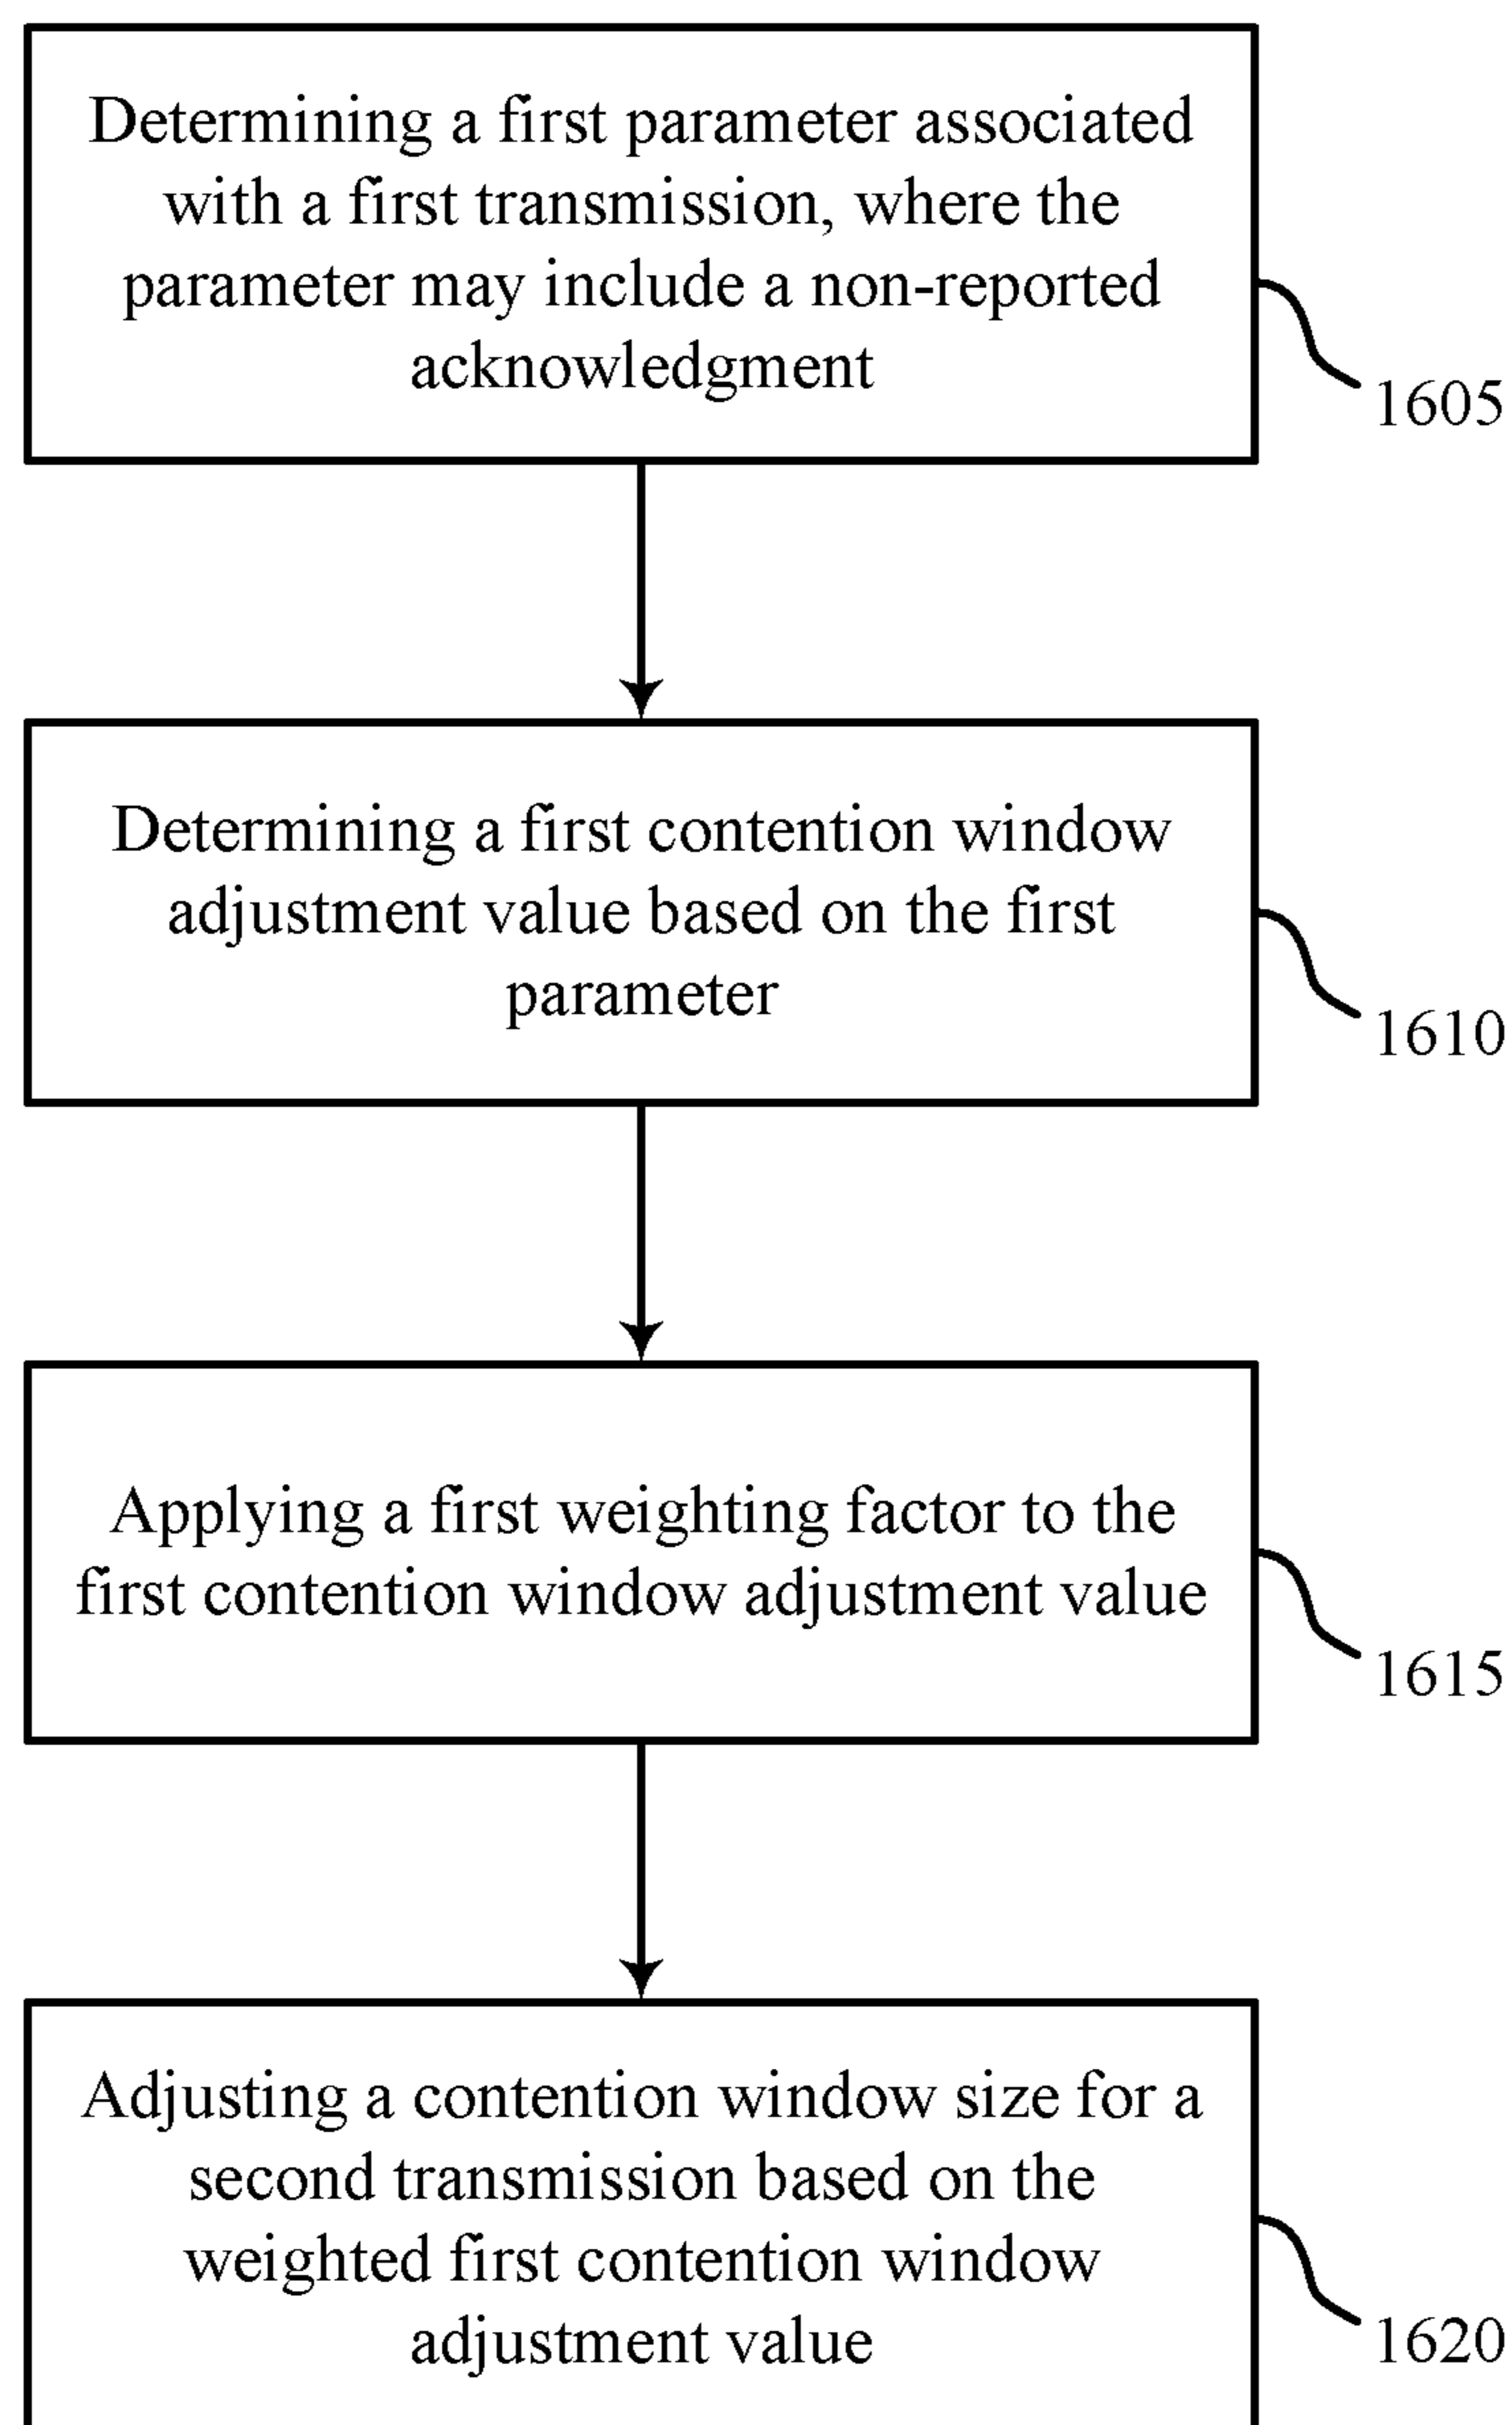 Determining a first parameter associated
with a first transmission, where the
parameter may include a non-reported
acknowledgment
1605
Determining a first contention window
adjustment value based on the first
parameter
1610
Applying a first weighting factor to the
first contention window adjustment value
1615
Adjusting a contention window size for a
second transmission based on the
weighted first contention window
adjustment value
1620